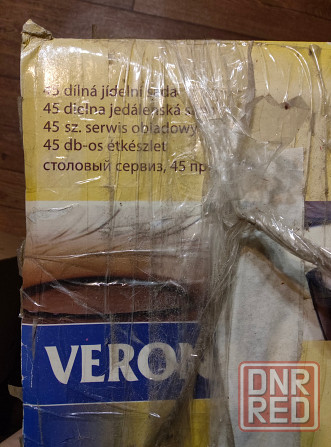 45 dílná jídelní sada
45 dielna jedálenská
45 sz. serwis obiadowy
45 db-os étkészlet
столовый сервиз, 45 пр
VERON
DNR
RED